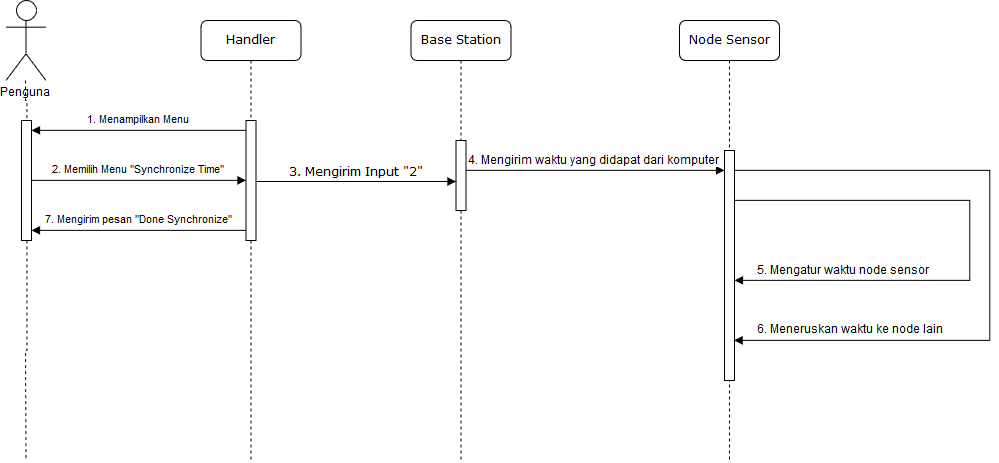 Handler
Base Station
Node Sensor
Penguna
1. Menampilkan Menu
2. Memilih Menu "Synchronize Time"
3. Mengirim Input "2"
4. Mengirim waktu yang didapat dari komputer
7. Mengirim pesan "Done Synchronize"
5. Mengatur waktu node sensor
6. Meneruskan waktu ke node lain